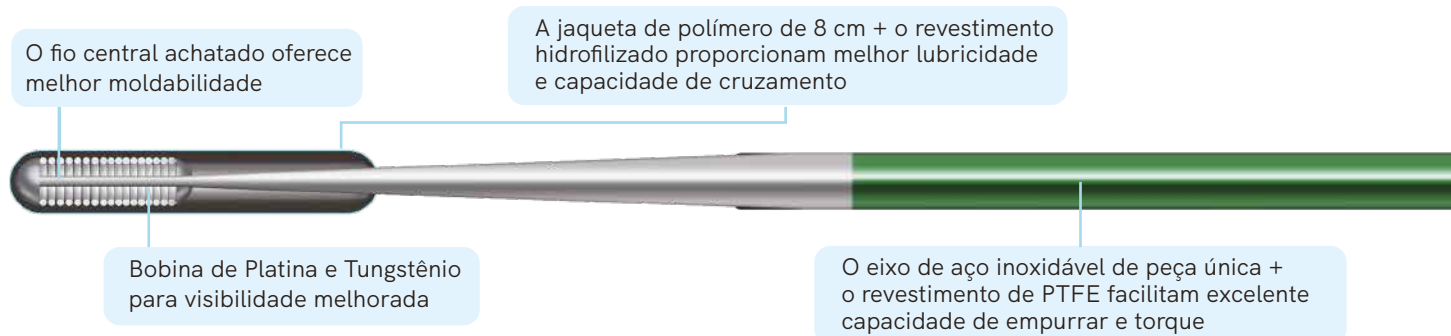 O fio central achatado oferece
melhor moldabilidade
A jaqueta de polímero de 8 cm + o revestimento
hidrofilizado proporcionam melhor lubricidade
e capacidade de cruzamento
Bobina de Platina e Tungstênio
para visibilidade melhorada
O eixo de aço inoxidável de peça única +
o revestimento de PTFE facilitam excelente
capacidade de empurrar e torque